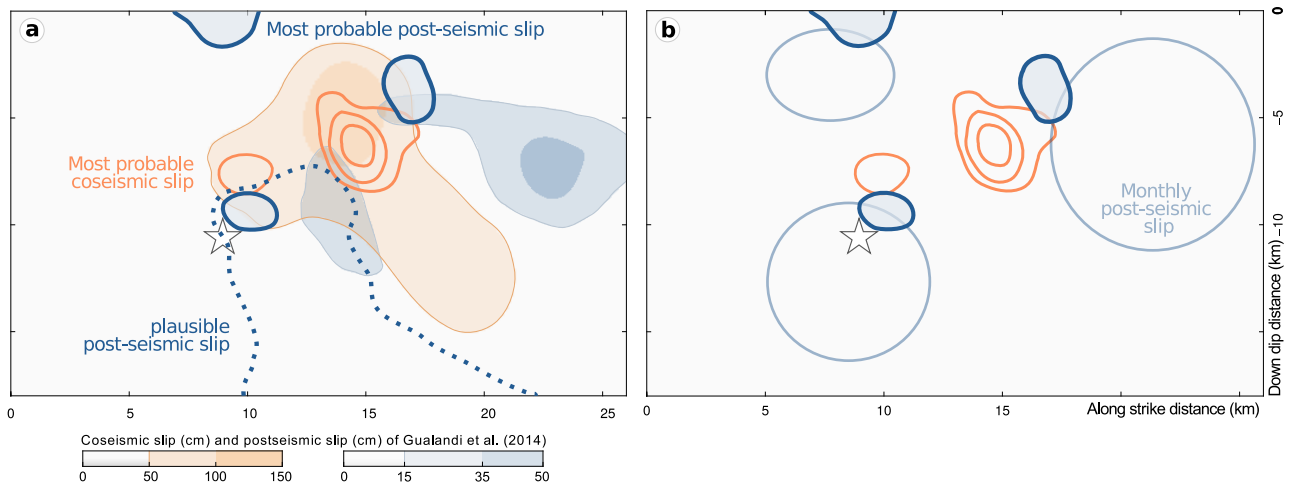 a
Most probable post-seismic slip
Most probable
coseismic slip
plausible
post-seismic slip
0 5 10 15 20 25
Coseismic slip (cm) and postseismic slip (cm) of Gualandi et al. (2014)
0 50 100 150
0 15 35 50
b
Monthly
post-seismic
slip
0
−5
−10
Down dip distance (km)
0 5 10 Along strike distance (km)